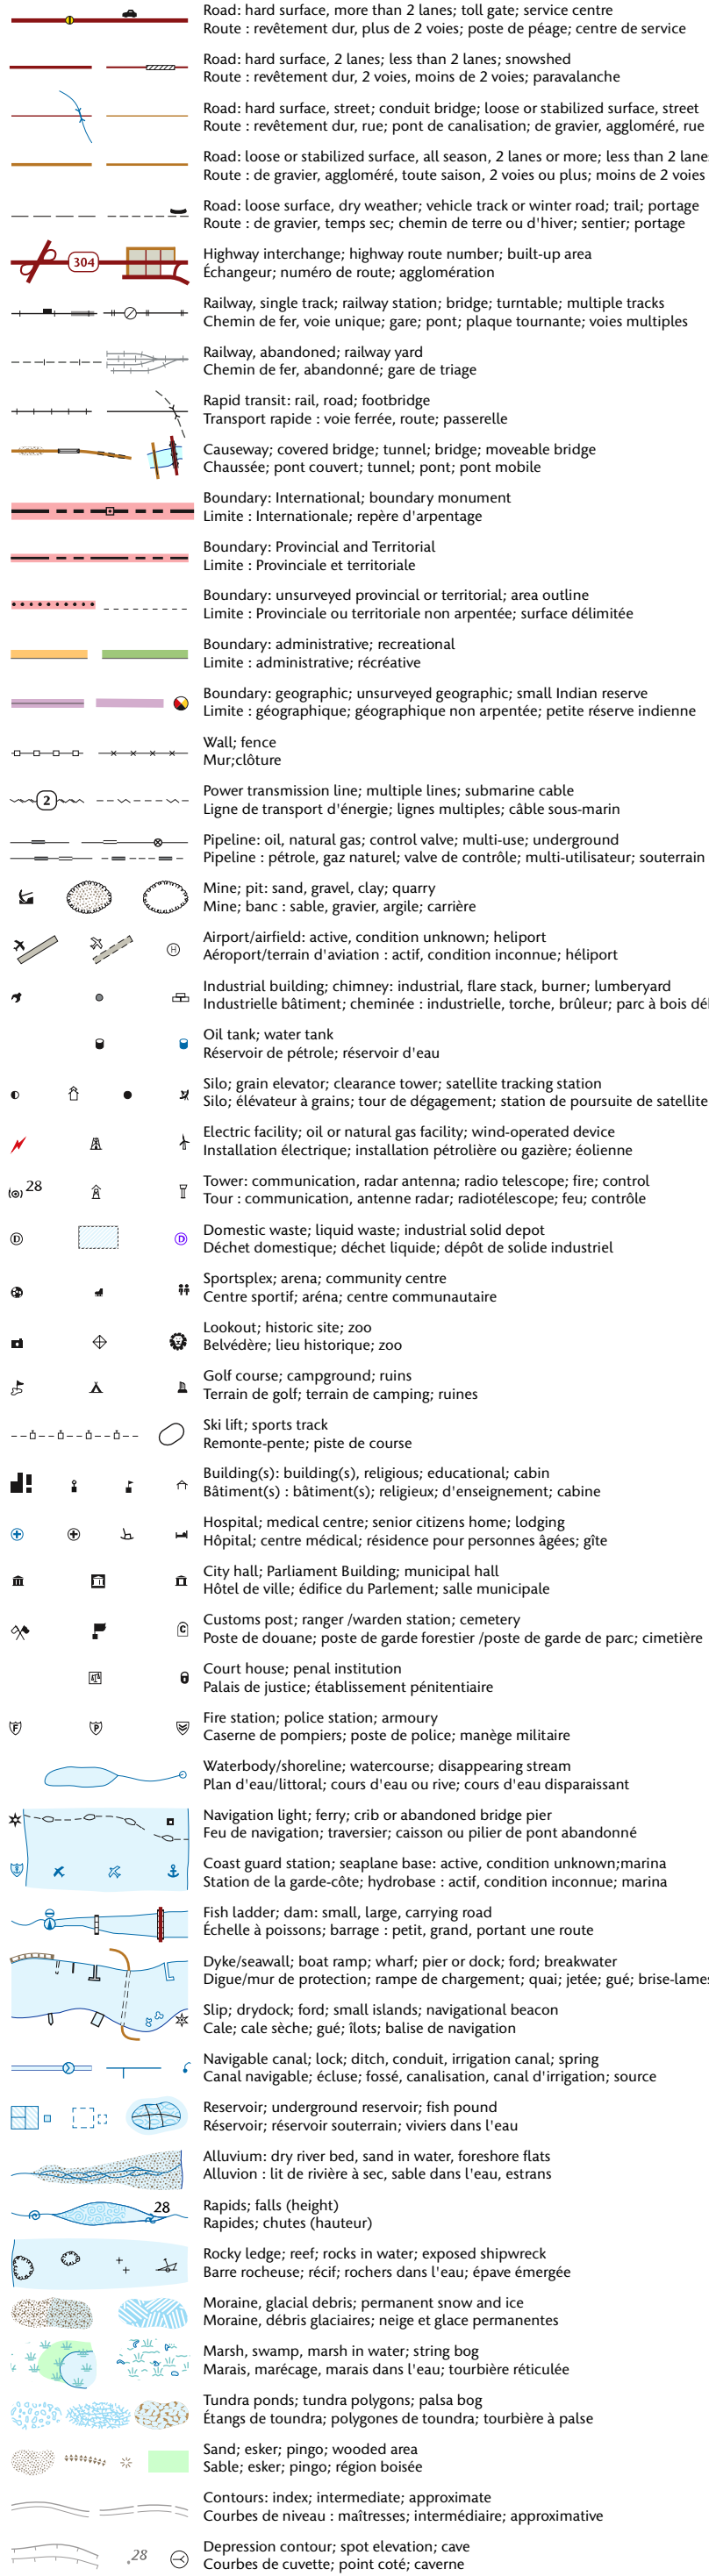 Road: hard surface, more than 2 lanes; toll gate; service centre
Route : revêtement dur, plus de 2 voies; poste de péage; centre de service
Road: hard surface, 2 lanes; less than 2 lanes; snowshed
Route : revêtement dur, 2 voies, moins de 2 voies; paravalanche
Road: hard surface, street; conduit bridge; loose or stabilized surface, street
Route : revêtement dur, rue; pont de canalisation; de gravier, aggloméré, rue
Road: loose or stabilized surface, all season, 2 lanes or more; less than 2 lane
Route : de gravier, aggloméré, toute saison, 2 voies ou plus; moins de 2 voies
Road: loose surface, dry weather; vehicle track or winter road; trail; portage
Route : de gravier, temps sec; chemin de terre ou d'hiver; sentier; portage
304
Highway interchange; highway route number; built-up area
Échangeur; numéro de route; agglomération
Railway, single track; railway station; bridge; turntable; multiple tracks
Chemin de fer, voie unique; gare; pont; plaque tournante; voies multiples
Railway, abandoned; railway yard
Chemin de fer, abandonné; gare de triage
Rapid transit: rail, road; footbridge
Transport rapide : voie ferrée, route; passerelle
Causeway; covered bridge; tunnel; bridge; moveable bridge
Chaussée; pont couvert; tunnel; pont; pont mobile
Boundary: International; boundary monument
Limite : Internationale; repère d'arpentage
Boundary: Provincial and Territorial
Limite : Provinciale et territoriale
Boundary: unsurveyed provincial or territorial; area outline
Limite : Provinciale ou territoriale non arpentée; surface délimitée
Boundary: administrative; recreational
Limite : administrative; récréative
Boundary: geographic; unsurveyed geographic; small Indian reserve
Limite : géographique; géographique non arpentée; petite réserve indienne
Wall; fence
Mur;clôture
2
Power transmission line; multiple lines; submarine cable
Ligne de transport d'énergie; lignes multiples; câble sous-marin
Pipeline: oil, natural gas; control valve; multi-use; underground
Pipeline : pétrole, gaz naturel; valve de contrôle; multi-utilisateur; souterrain
Mine; pit: sand, gravel, clay; quarry
Mine; banc : sable, gravier, argile; carrière
H
Airport/airfield: active, condition unknown; heliport
Aéroport/terrain d'aviation : actif, condition inconnue; héliport
Industrial building; chimney: industrial, flare stack, burner; lumberyard
Industrielle bâtiment; cheminée : industrielle, torche, brûleur; parc à bois dé
Oil tank; water tank
Réservoir de pétrole; réservoir d'eau
Silo; grain elevator; clearance tower; satellite tracking station
Silo; élévateur à grains; tour de dégagement; station de poursuite de satellite
Electric facility; oil or natural gas facility; wind-operated device
Installation électrique; installation pétrolière ou gazière; éolienne
28
Tower: communication, radar antenna; radio telescope; fire; control
Tour : communication, antenne radar; radiotélescope; feu; contrôle
D D
Domestic waste; liquid waste; industrial solid depot
Déchet domestique; déchet liquide; dépôt de solide industriel
Sportsplex; arena; community centre
Centre sportif; aréna; centre communautaire
Lookout; historic site; zoo
Belvédère; lieu historique; zoo
Golf course; campground; ruins
Terrain de golf; terrain de camping; ruines
Ski lift; sports track
Remonte-pente; piste de course
Building(s): building(s), religious; educational; cabin
Bâtiment(s) : bâtiment(s); religieux; d'enseignement; cabine
Hospital; medical centre; senior citizens home; lodging
Hôpital; centre médical; résidence pour personnes âgées; gîte
City hall; Parliament Building; municipal hall
Hôtel de ville; édifice du Parlement; salle municipale
C
Customs post; ranger /warden station; cemetery
Poste de douane; poste de garde forestier /poste de garde de parc; cimetière
Court house; penal institution
Palais de justice; établissement pénitentiaire
F P
Fire station; police station; armoury
Caserne de pompiers; poste de police; manège militaire
Waterbody/shoreline; watercourse; disappearing stream
Plan d'eau/littoral; cours d'eau ou rive; cours d'eau disparaissant
Navigation light; ferry; crib or abandoned bridge pier
Feu de navigation; traversier; caisson ou pilier de pont abandonné
Coast guard station; seaplane base: active, condition unknown;marina
Station de la garde-côte; hydrobase : actif, condition inconnue; marina
Fish ladder; dam: small, large, carrying road
Échelle à poissons; barrage : petit, grand, portant une route
Dyke/seawall; boat ramp; wharf; pier or dock; ford; breakwater
Digue/mur de protection; rampe de chargement; quai; jetée; gué; brise-lames
Slip; drydock; ford; small islands; navigational beacon
Cale; cale sèche; gué; îlots; balise de navigation
Navigable canal; lock; ditch, conduit, irrigation canal; spring
Canal navigable; écluse; fossé, canalisation, canal d'irrigation; source
Reservoir; underground reservoir; fish pound
Réservoir; réservoir souterrain; viviers dans l'eau
Alluvium: dry river bed, sand in water, foreshore flats
Alluvion : lit de rivière à sec, sable dans l'eau, estrans
28
Rapids; falls (height)
Rapides; chutes (hauteur)
Rocky ledge; reef; rocks in water; exposed shipwreck
Barre rocheuse; récif; rochers dans l'eau; épave émergée
Moraine, glacial debris; permanent snow and ice
Moraine, débris glaciaires; neige et glace permanentes
Marsh, swamp, marsh in water; string bog
Marais, marécage, marais dans l'eau; tourbière réticulée
Tundra ponds; tundra polygons; palsa bog
Étangs de toundra; polygones de toundra; tourbière à palse
Sand; esker; pingo; wooded area
Sable; esker; pingo; région boisée
Contours: index; intermediate; approximate
Courbes de niveau : maîtresses; intermédiaire; approximative
.28
Depression contour; spot elevation; cave
Courbes de cuvette; point coté; caverne